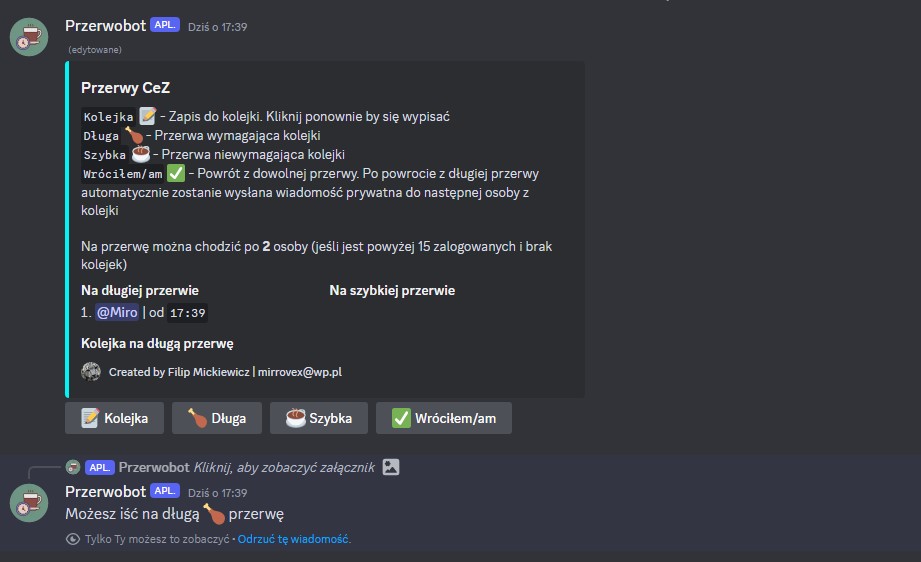 Przerwobot APL. Dziś o 17:39
(edytowane)
Przerwy CeZ
Kolejka 📝 - Zapis do kolejki. Kliknij ponownie by się wypisać
Długa 🍗 - Przerwa wymagająca kolejki
Szybka ☕ - Przerwa niewymagająca kolejki
Wróciłem/am ✅ - Powrót z dowolnej przerwy. Po powrocie z długiej przerwy
automatycznie zostanie wysłana wiadomość prywatna do następnej osoby z
kolejki
Na przerwę można chodzić po 2 osoby (jeśli jest powyżej 15 zalogowanych i brak
kolejek)
Na długiej przerwie Na szybkiej przerwie
1. @Miro | od 17:39
Kolejka na długą przerwę
Created by Filip Mickiewicz | mirrovex@wp.pl
📝 Kolejka 🍗 Długa ☕ Szybka ✅ Wróciłem/am
APL. Przerwobot Kliknij, aby zobaczyć załącznik
Przerwobot APL. Dziś o 17:39
Możesz iść na długą 🍗 przerwę
Tylko Ty możesz to zobaczyć • Odrzuć tę wiadomość.